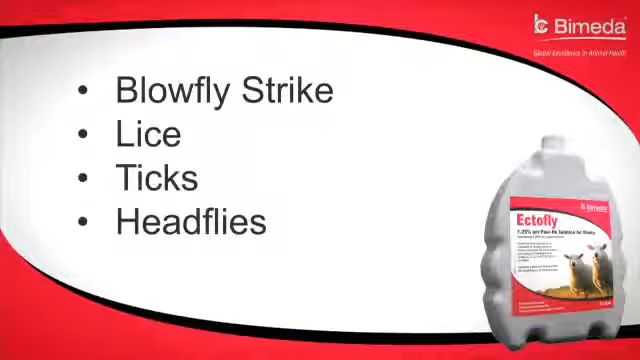 Bimeda
Global Excellence in Animal Health
• Blowfly Strike
• Lice
• Ticks
• Headflies
Bimeda
Ectofly
1.25% w/v Pour-On Solution for Sheep